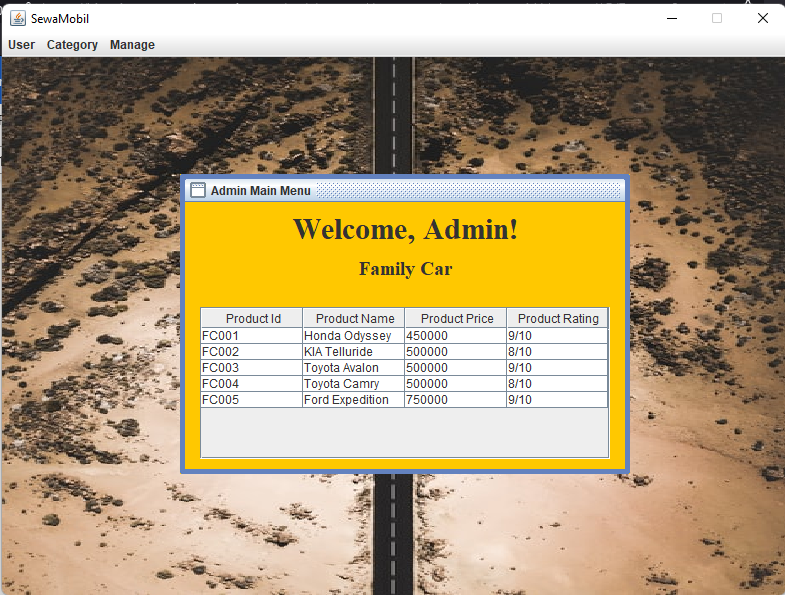 SewaMobil
User Category Manage
Admin Main Menu
Welcome, Admin!
Family Car
Product Id Product Name Product Price Product Rating
FC001 Honda Odyssey 450000 9/10
FC002 KIA Telluride 500000 8/10
FC003 Toyota Avalon 500000 9/10
FC004 Toyota Camry 500000 8/10
FC005 Ford Expedition 750000 9/10